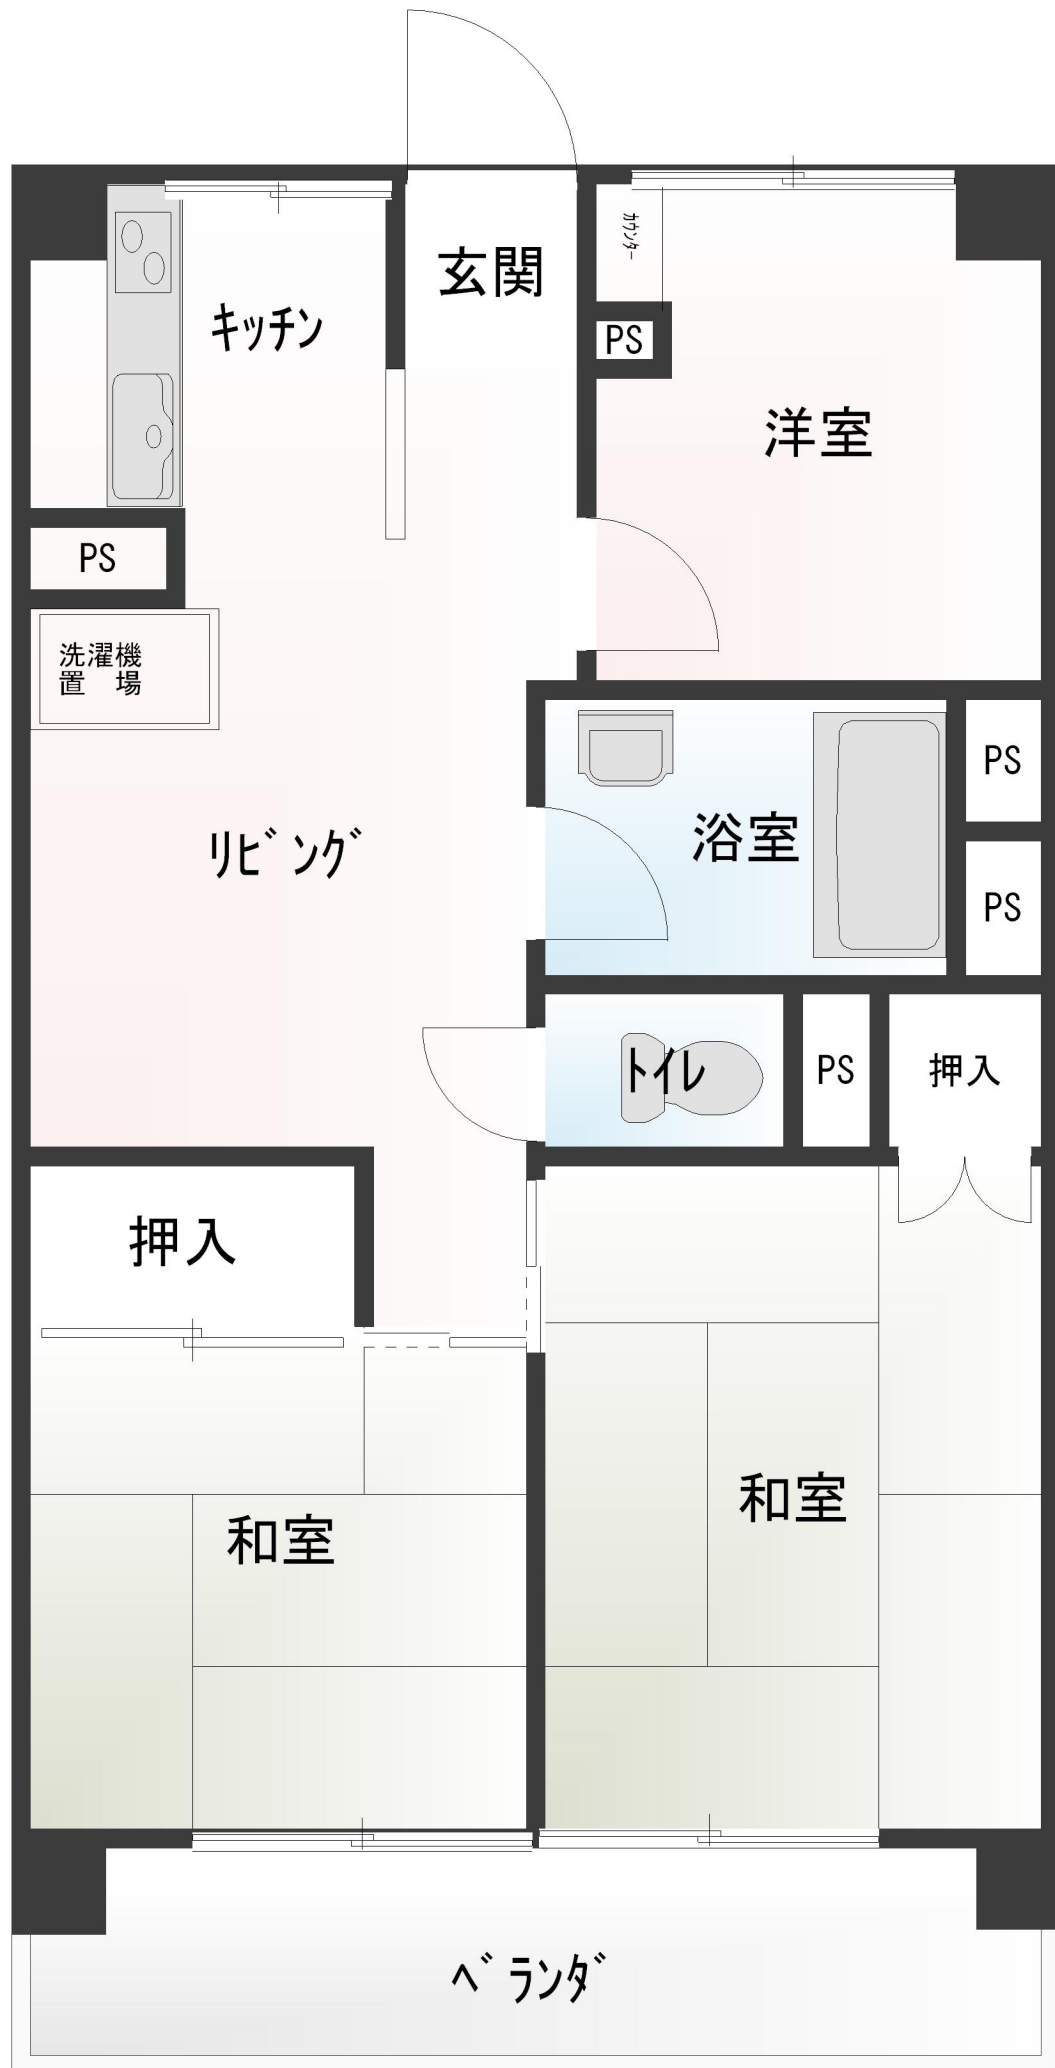 玄関
ｶｳﾝﾀｰ
ｷｯﾁﾝ
PS
洋室
PS
洗濯機
置　場
PS
ﾘﾋﾞﾝｸﾞ
浴室
PS
ﾄｲﾚ
PS
押入
押入
和室
和室
ﾍﾞﾗﾝﾀﾞ